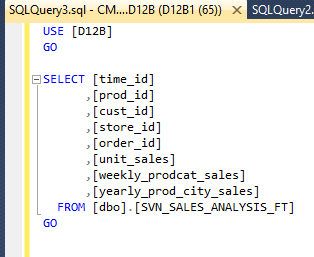 SQLQuery3.sql - CM....D12B (D12B1 (65))
SQLQuery2.
USE [D12B]
GO
SELECT [time_id]
,[prod_id]
,[cust_id]
,[store_id]
,[order_id]
,[unit_sales]
,[weekly_prodcat_sales]
,[yearly_prod_city_sales]
FROM [dbo].[SVN_SALES_ANALYSIS_FT]
GO